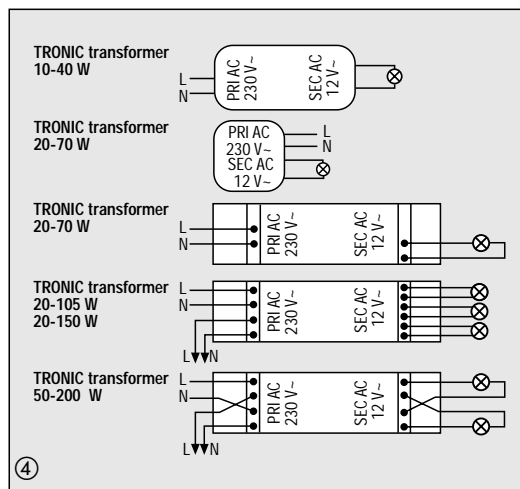 TRONIC transformer
10-40 W
L
N
PRI AC
230 V~
SEC AC
12 V~
TRONIC transformer
20-70 W
PRI AC
230 V~
SEC AC
12 V~
L
N
TRONIC transformer
20-70 W
L
N
PRI AC
230 V~
SEC AC
12 V~
TRONIC transformer
20-105 W
20-150 W
L
N
L N
PRI AC
230 V~
SEC AC
12 V~
TRONIC transformer
50-200 W
L
N
L N
PRI AC
230 V~
SEC AC
12 V~
④